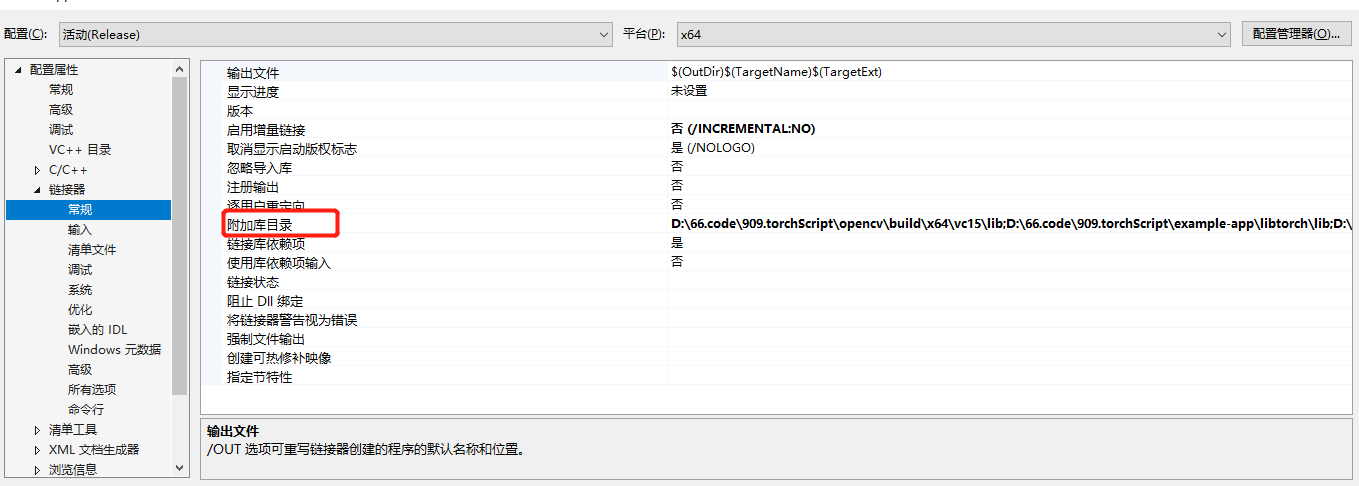 配置(C): 活动(Release) 平台(P): x64 配置管理器(O)...
配置属性
常规
高级
调试
VC++ 目录
C/C++
链接器
常规
输入
清单文件
调试
系统
优化
嵌入的 IDL
Windows 元数据
高级
所有选项
命令行
清单工具
XML 文档生成器
浏览信息
输出文件 $(OutDir)$(TargetName)$(TargetExt)
显示进度 未设置
版本
启用增量链接 否 (/INCREMENTAL:NO)
取消显示启动版权标志 是 (/NOLOGO)
忽略导入库 否
注册输出 否
逐用户重定向 否
附加库目录 D:\66.code\909.torchScript\opencv\build\x64\vc15\lib;D:\66.code\909.torchScript\example-app\libtorch\lib;D:\
链接库依赖项 是
使用库依赖项输入 否
链接状态
阻止 Dll 绑定
将链接器警告视为错误
强制文件输出
创建可热修补映像
指定节特性
输出文件
/OUT 选项可重写链接器创建的程序的默认名称和位置。